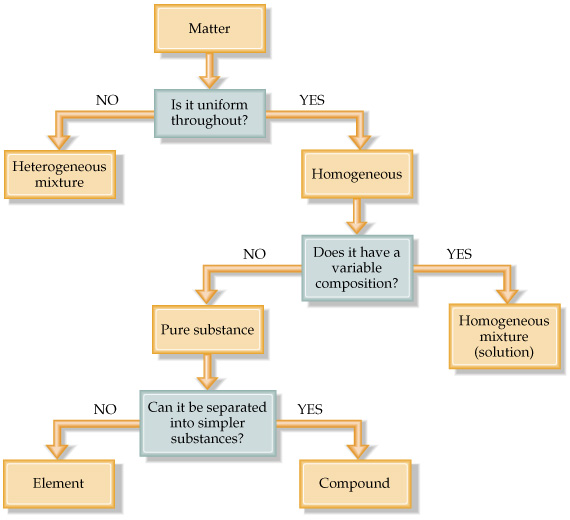 Matter
NO
Is it uniform
throughout?
YES
Heterogeneous
mixture
Homogeneous
NO
Does it have a
variable
composition?
YES
Pure substance
Homogeneous
mixture
(solution)
NO
Can it be separated
into simpler
substances?
YES
Element
Compound